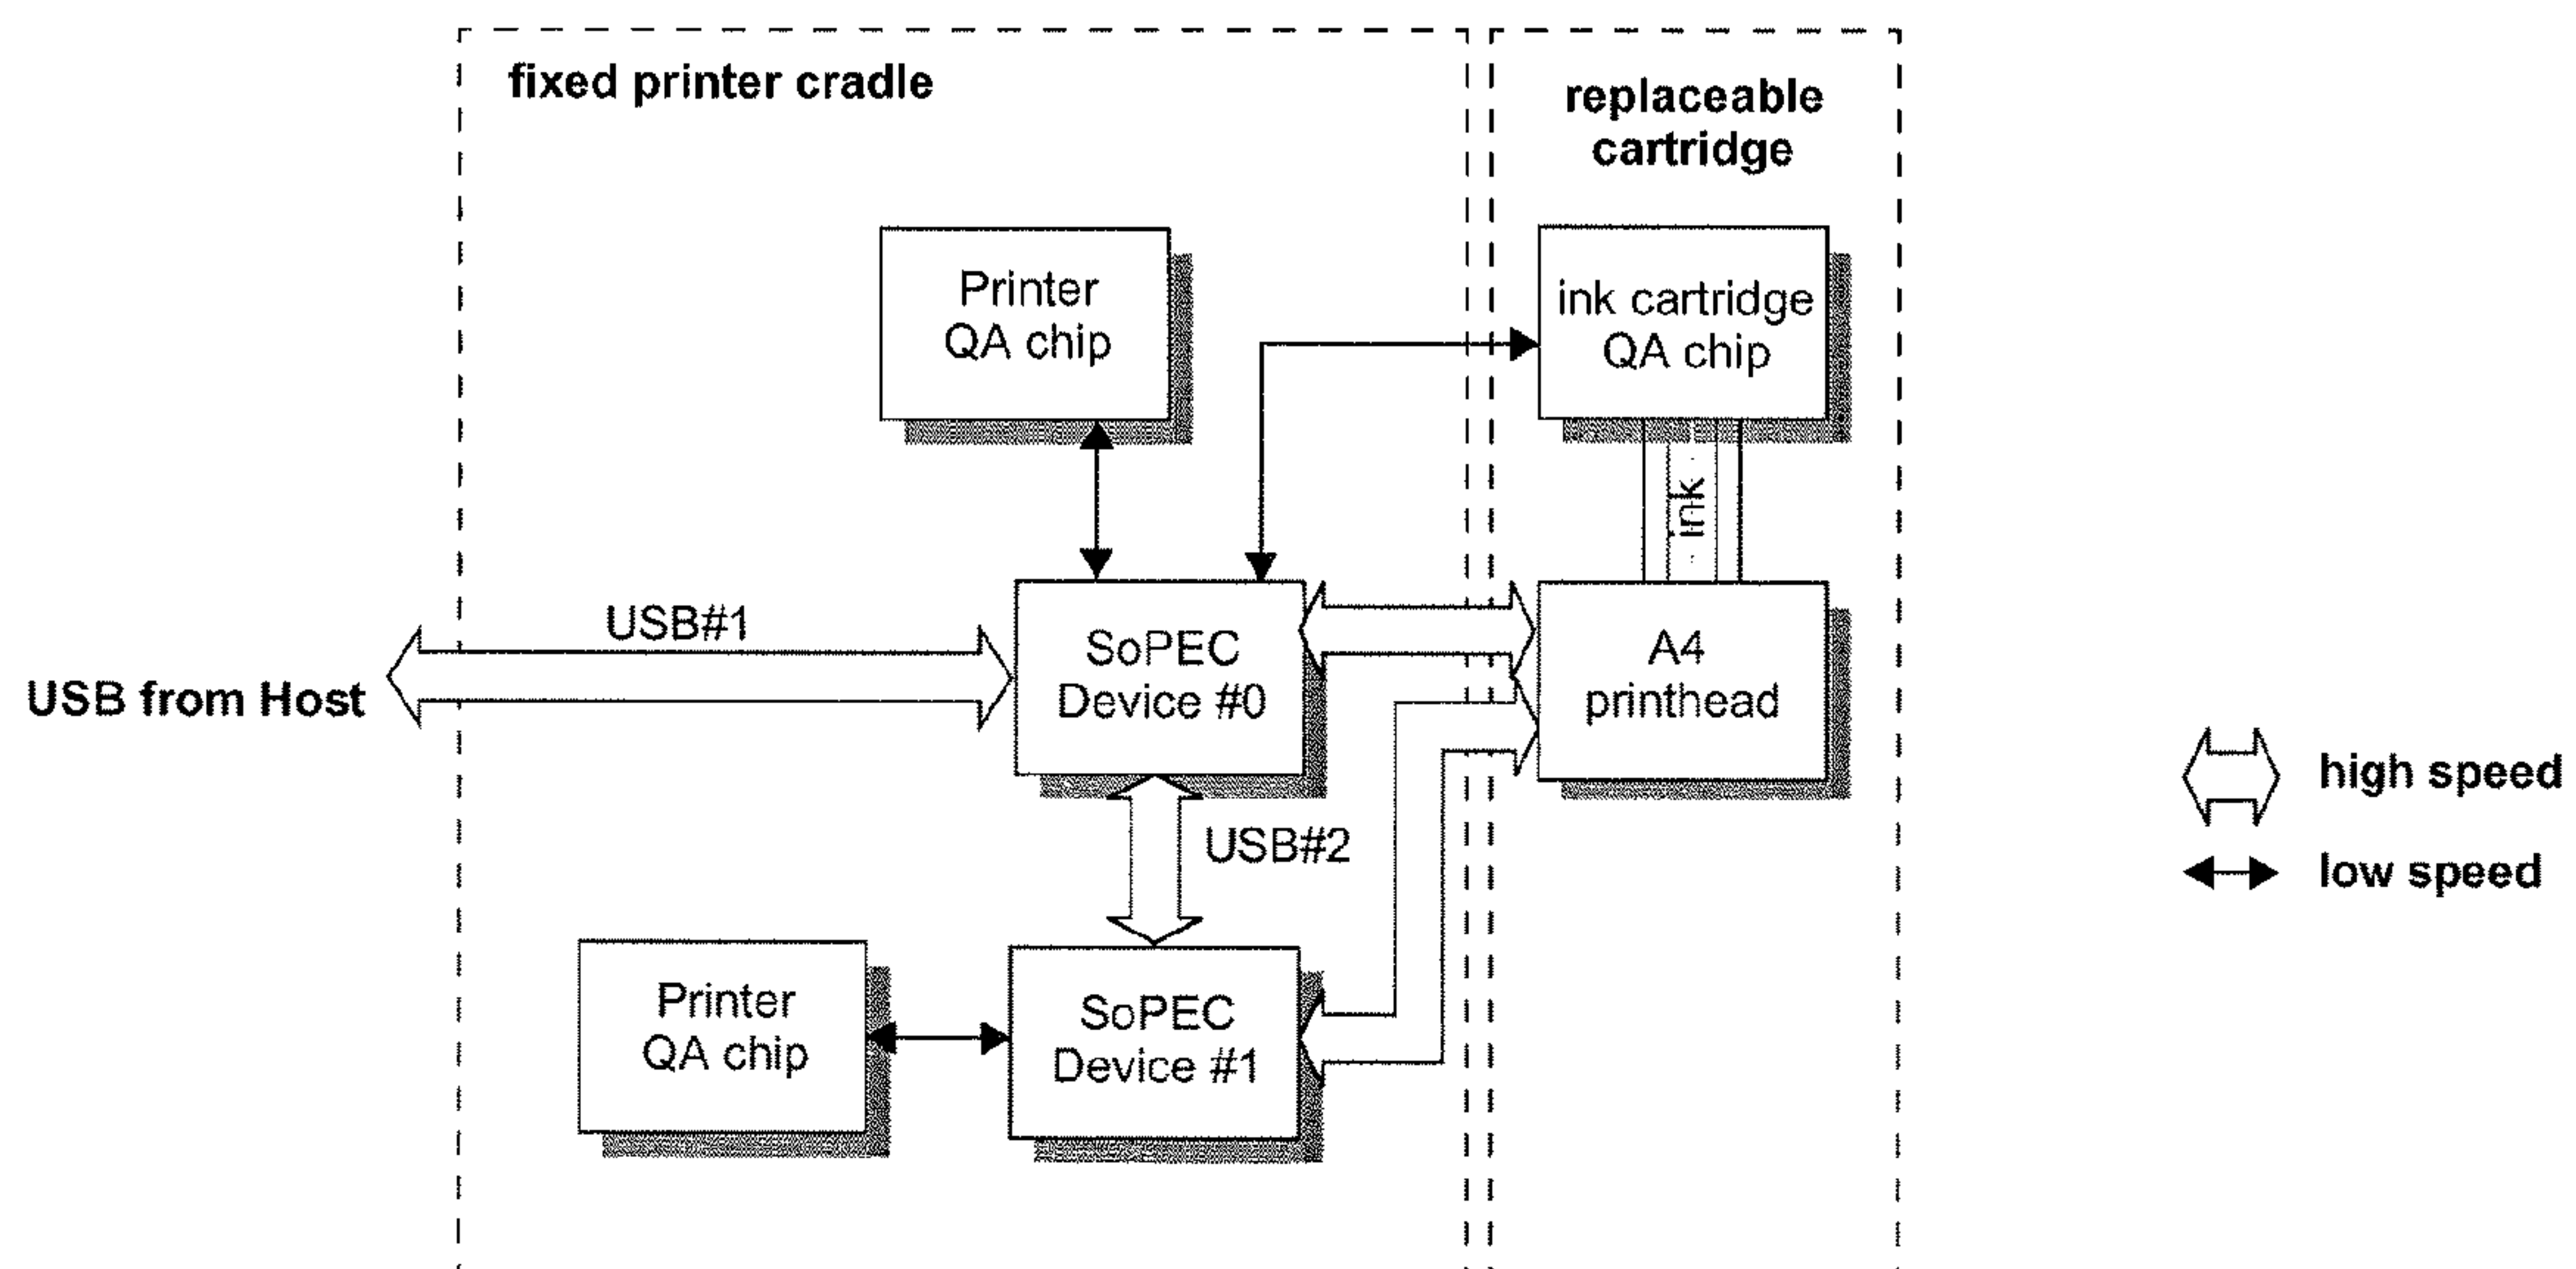 fixed printer cradle
replaceable
cartridge
Printer
QA chip
ink cartridge
QA chip
ink
USB#1
USB from Host
SoPEC
Device #0
A4
printhead
high speed
low speed
USB#2
Printer
QA chip
SoPEC
Device #1